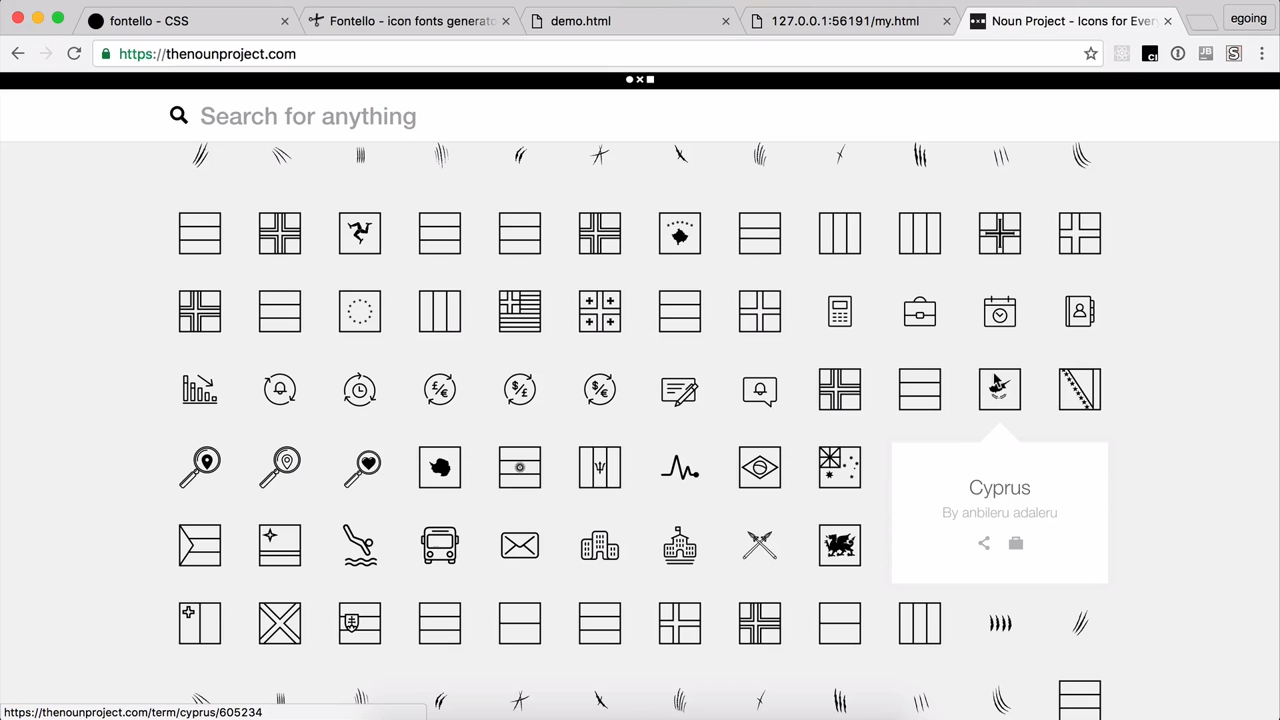 fontello - CSS
Fontello - icon fonts generato
demo.html
127.0.0.1:56191/my.html
Noun Project - Icons for Every
egoing
https://thenounproject.com
Search for anything
£/€
$/£
$/€
Cyprus
By anbileru adaleru
https://thenounproject.com/term/cyprus/605234